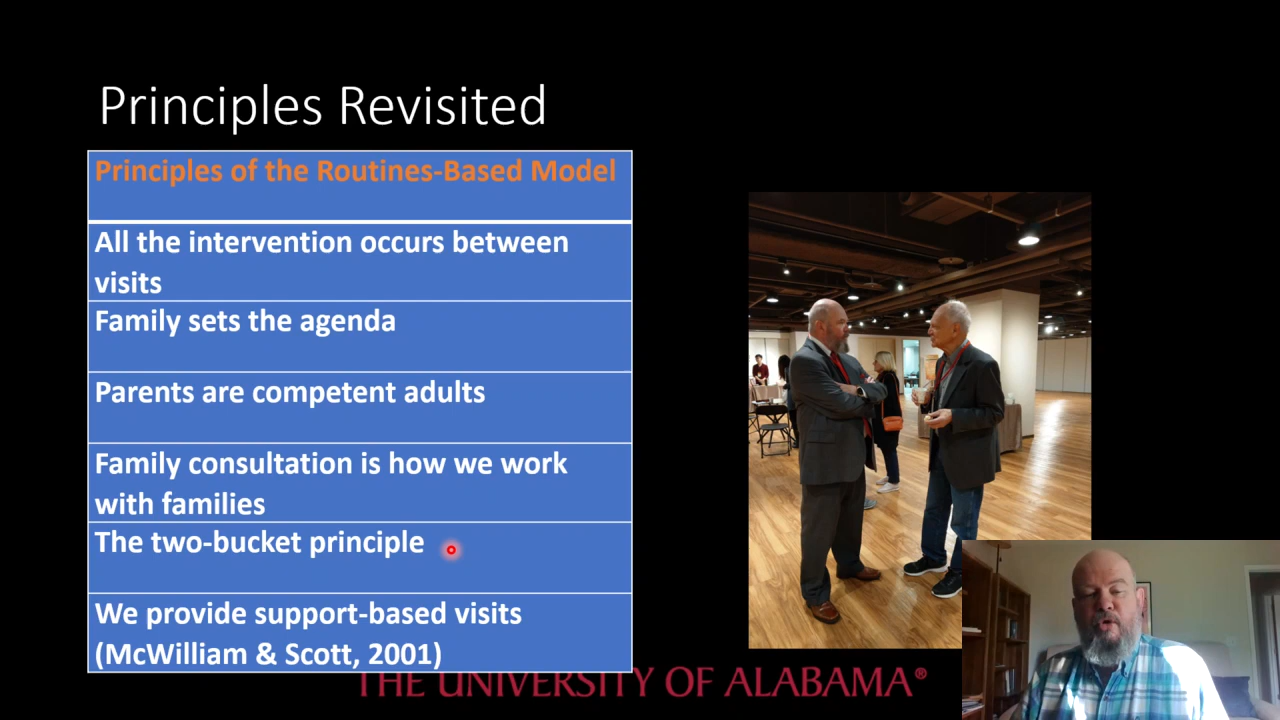 Principles Revisited
Principles of the Routines-Based Model
All the intervention occurs between
visits
Family sets the agenda
Parents are competent adults
Family consultation is how we work
with families
The two-bucket principle
We provide support-based visits
(McWilliam & Scott, 2001)
THE UNIVERSITY OF ALABAMA®